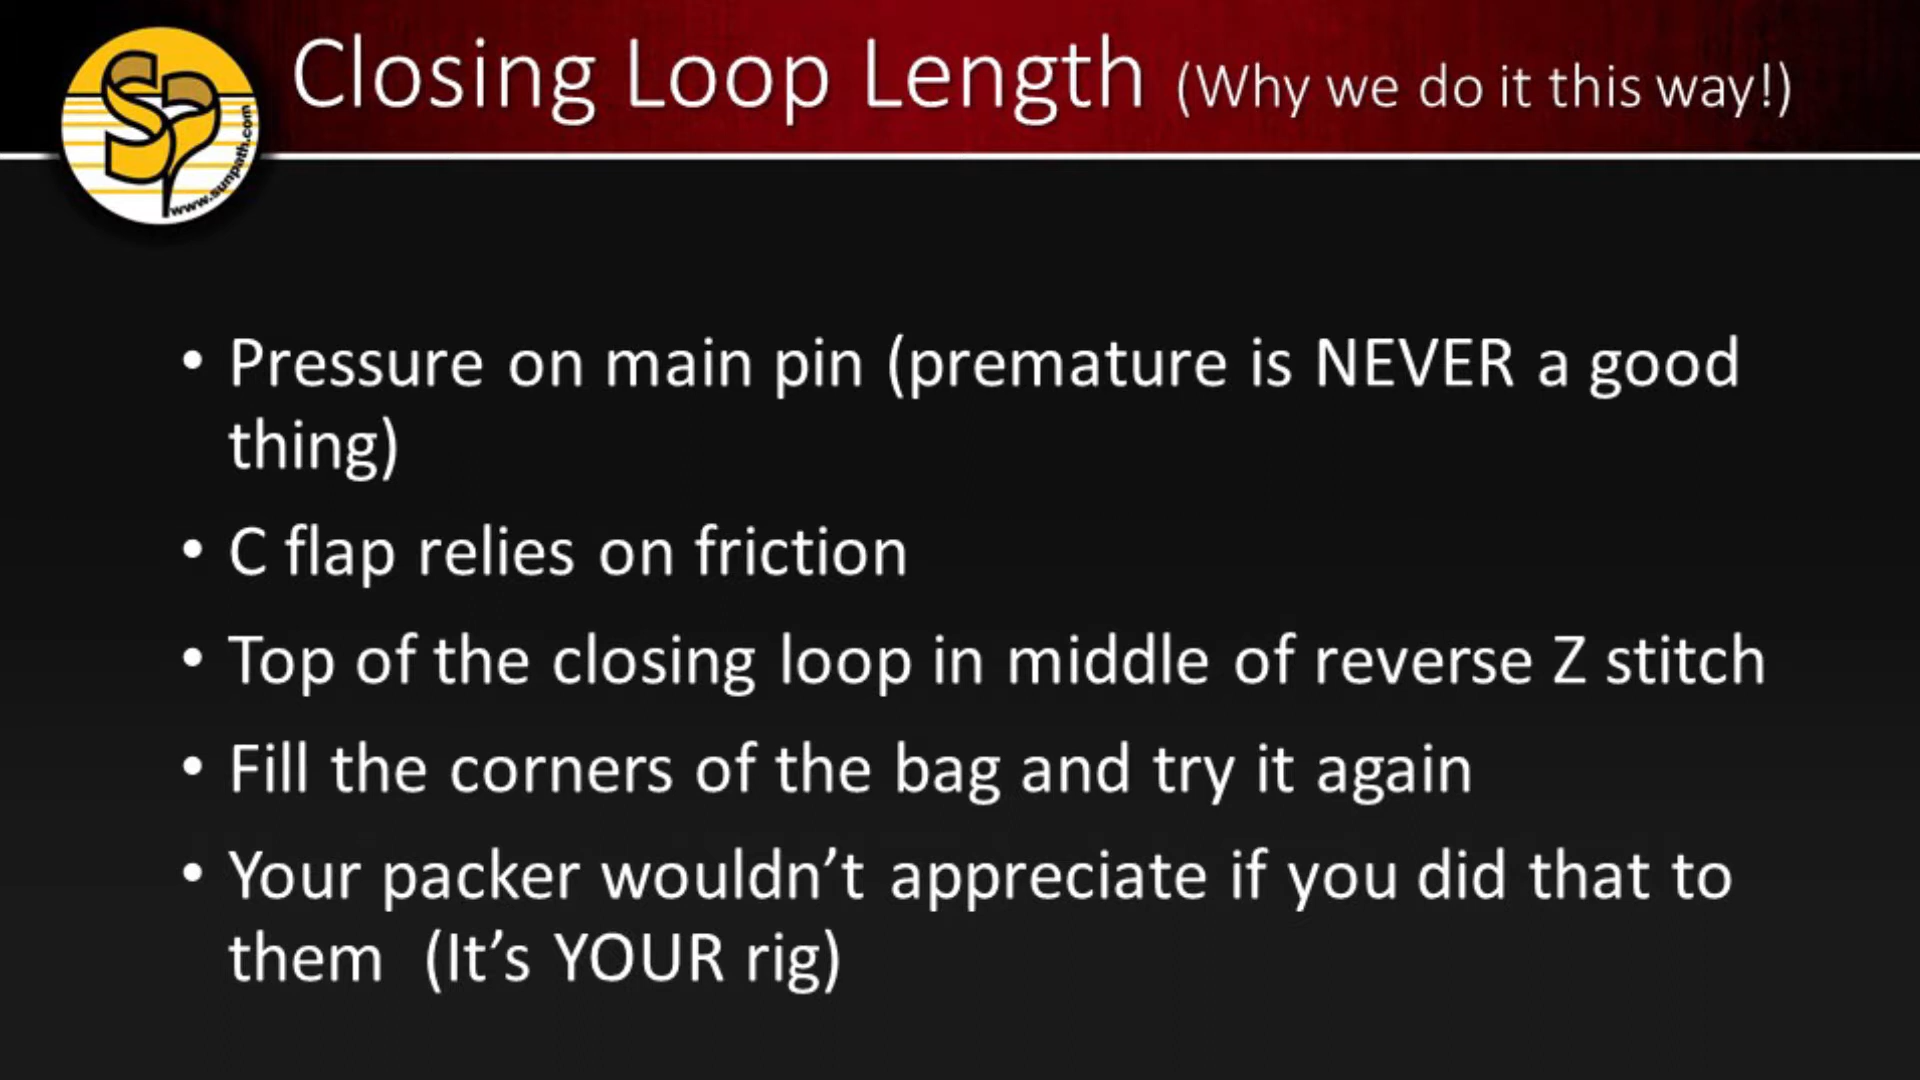 Closing Loop Length (Why we do it this way!)
SP
www.sunpath.com
• Pressure on main pin (premature is NEVER a good
thing)
• C flap relies on friction
• Top of the closing loop in middle of reverse Z stitch
• Fill the corners of the bag and try it again
• Your packer wouldn’t appreciate if you did that to
them (It’s YOUR rig)